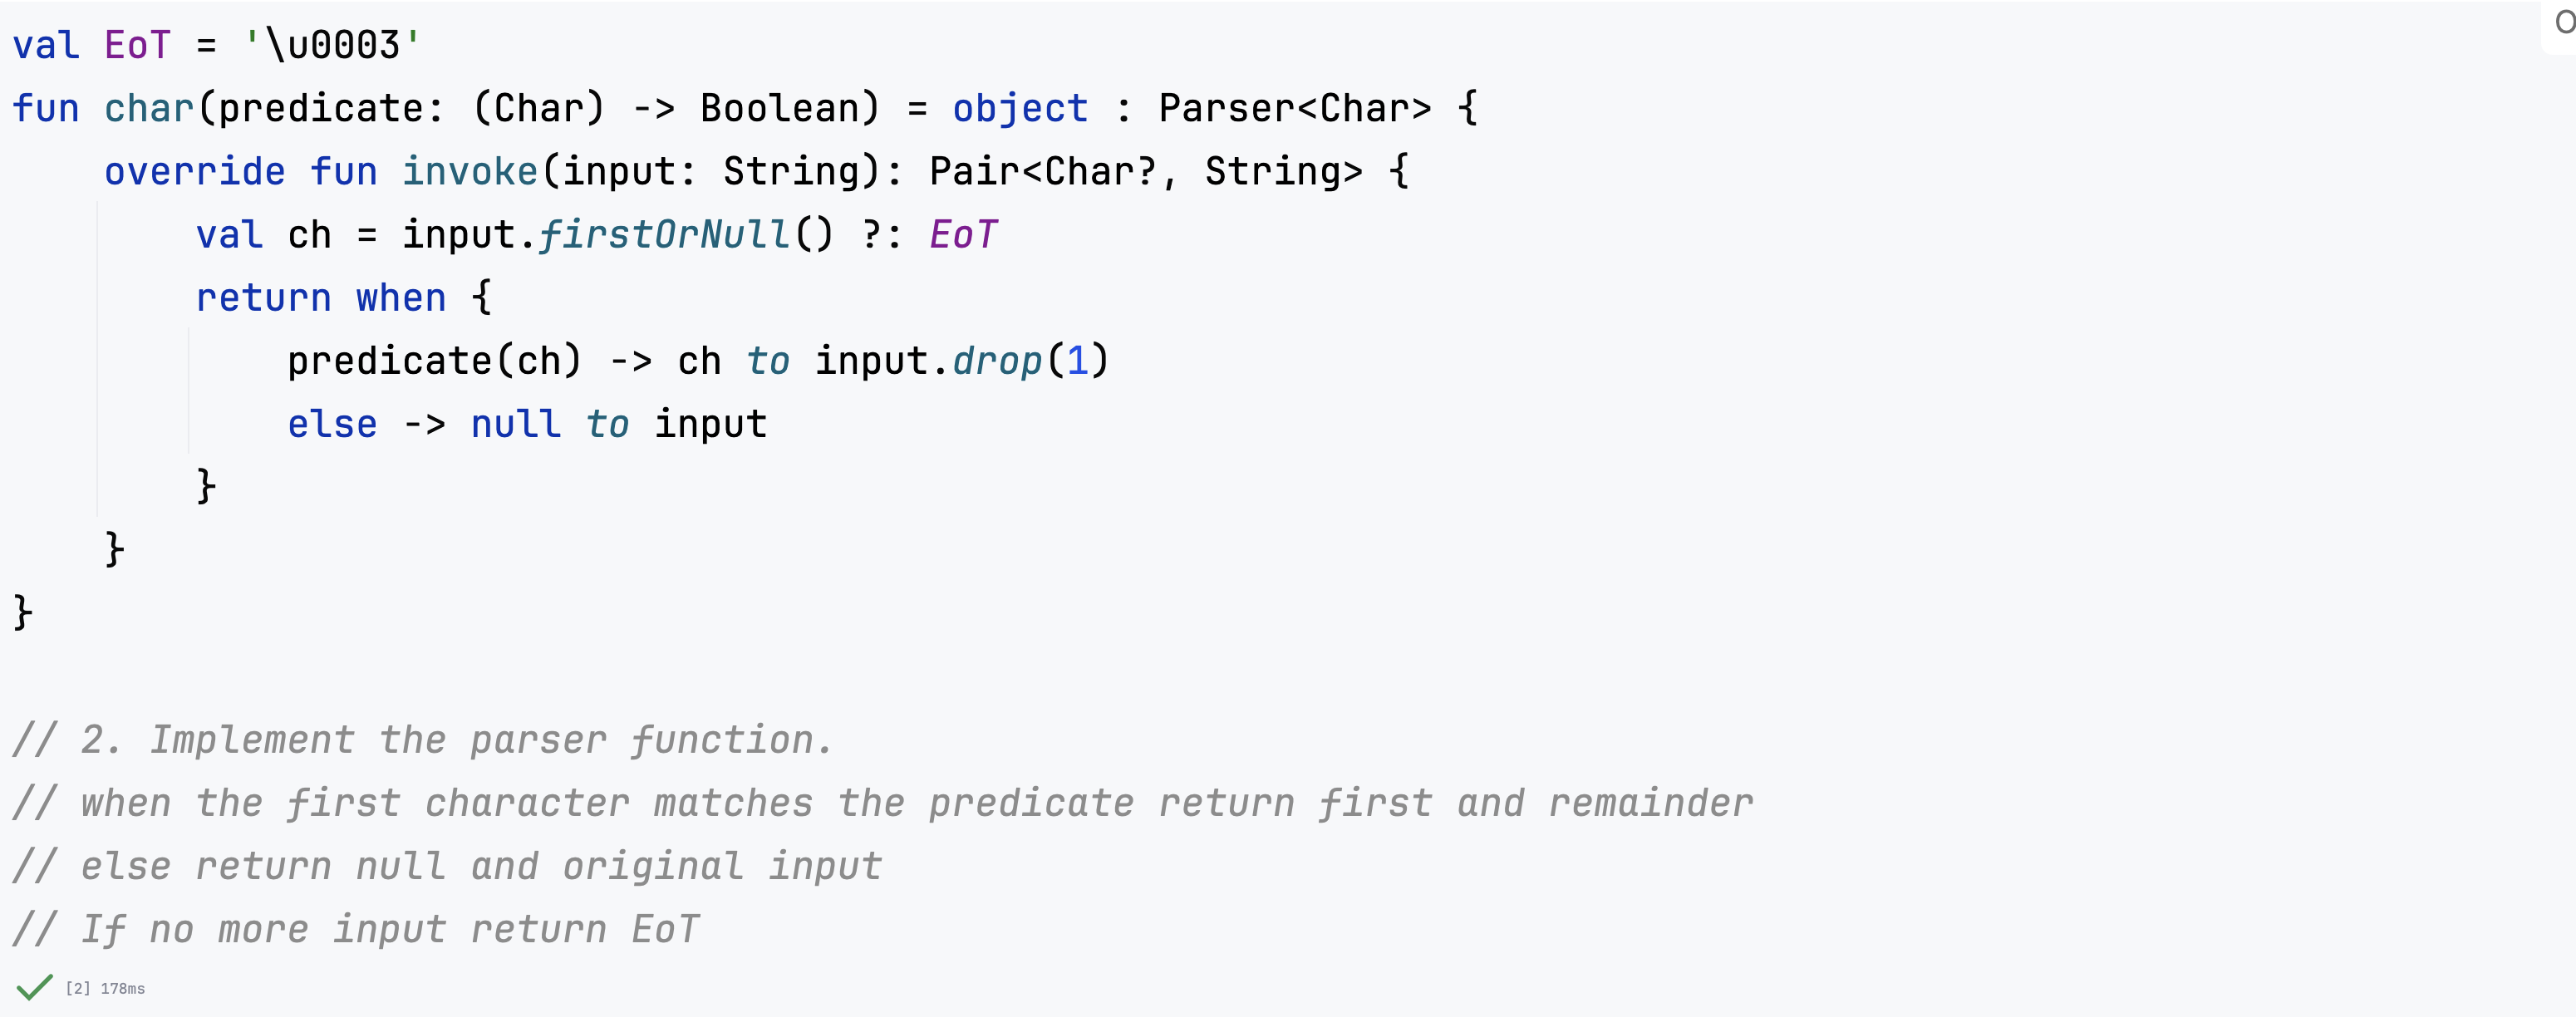 val EoT = '\u0003'
fun char(predicate: (Char) -> Boolean) = object : Parser<Char> {
    override fun invoke(input: String): Pair<Char?, String> {
        val ch = input.firstOrNull() ?: EoT
        return when {
            predicate(ch) -> ch to input.drop(1)
            else -> null to input
        }
    }
}
// 2. Implement the parser function.
// when the first character matches the predicate return first and remainder
// else return null and original input
// If no more input return EoT
[2] 178ms